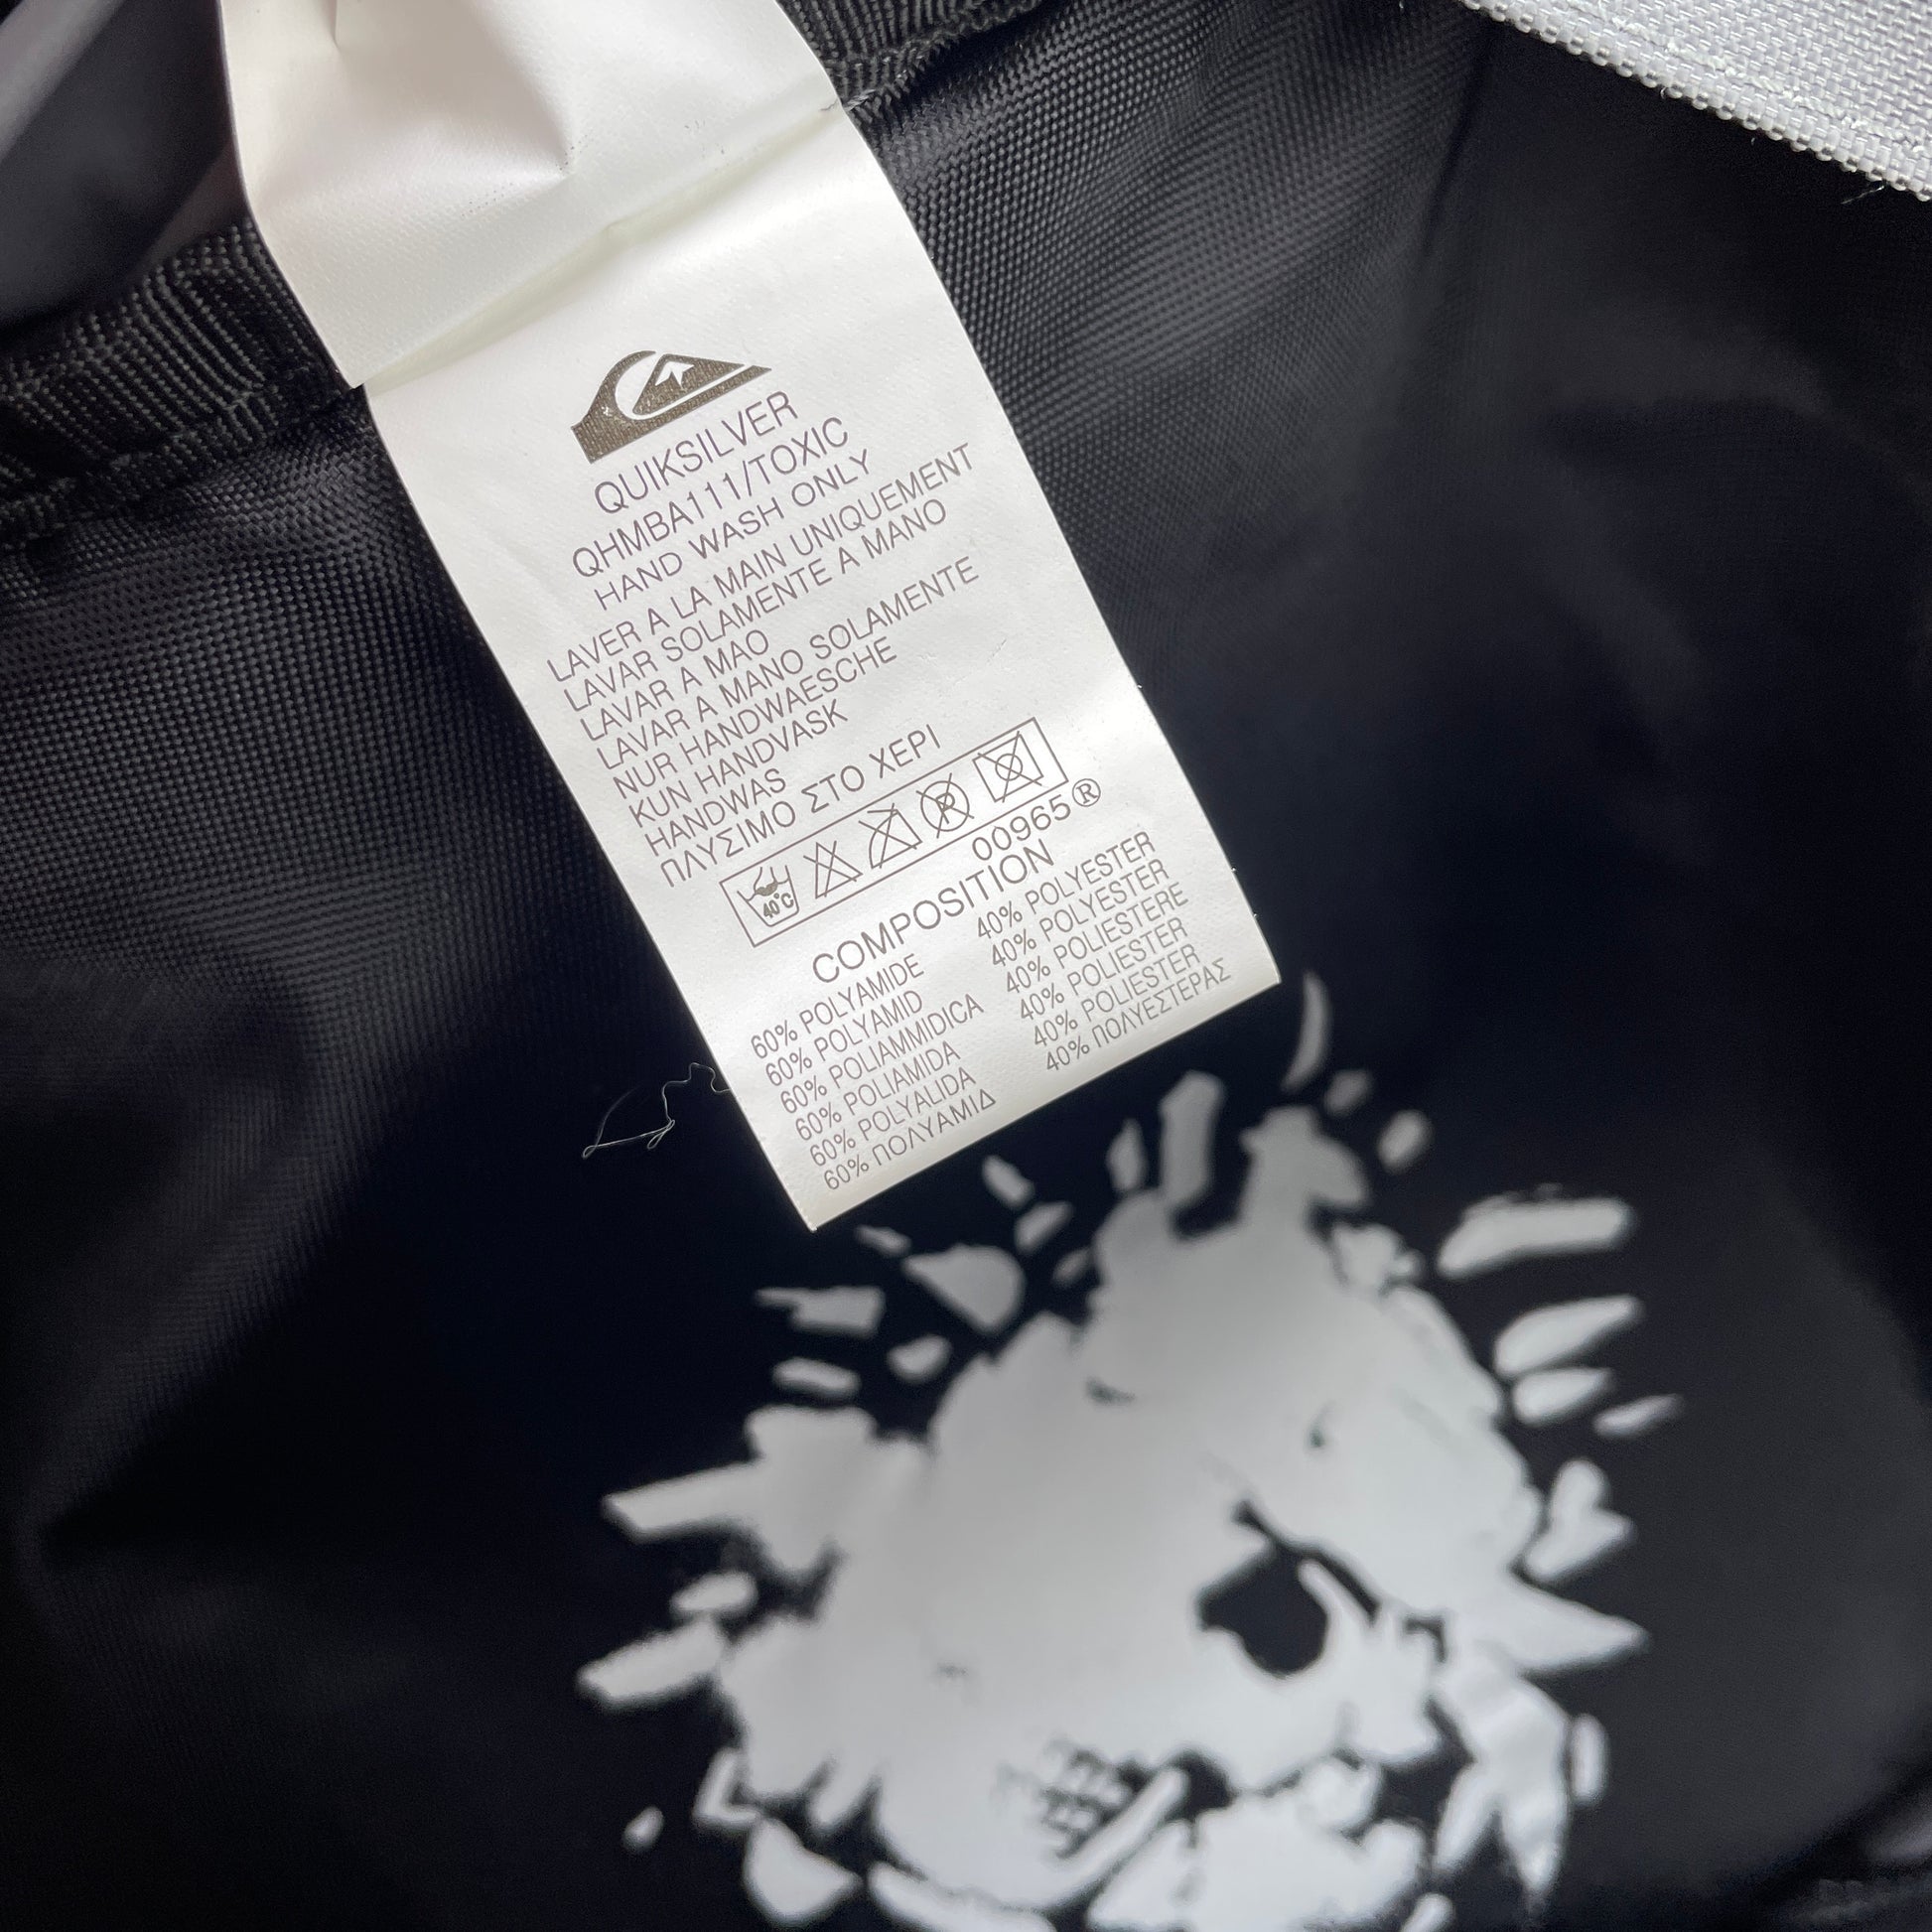 QUIKSILVER
QHMBA111/TOXIC
HAND WASH ONLY
LAVER A LA MAIN UNIQUEMENT
LAVAR SOLAMENTE A MANO
LAVAR A MAO
LAVAR A MANO SOLAMENTE
NUR HANDWAESCHE
KUN HANDVASK
HANDWAS
ΠΛΥΣΙΜΟ ΣΤΟ ΧΕΡΙ
40°C
R
00965®
COMPOSITION
60% POLYAMIDE 40% POLYESTER
60% POLYAMID 40% POLYESTER
60% POLIAMMIDICA 40% POLIESTERE
60% POLIAMIDA 40% POLIESTER
60% POLYALIDA 40% POLIESTER
60% ΠΟΛΥΑΜΙΔ 40% ΠΟΛΥΕΣΤΕΡΑΣ